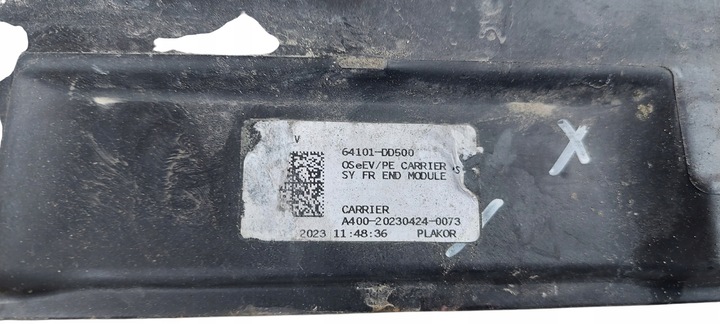 V
64101-DD500
OSeEV/PE CARRIER
SY FR END MODULE
CARRIER
A400-20230424-0073
2023 11:48:36 PLAKOR
X